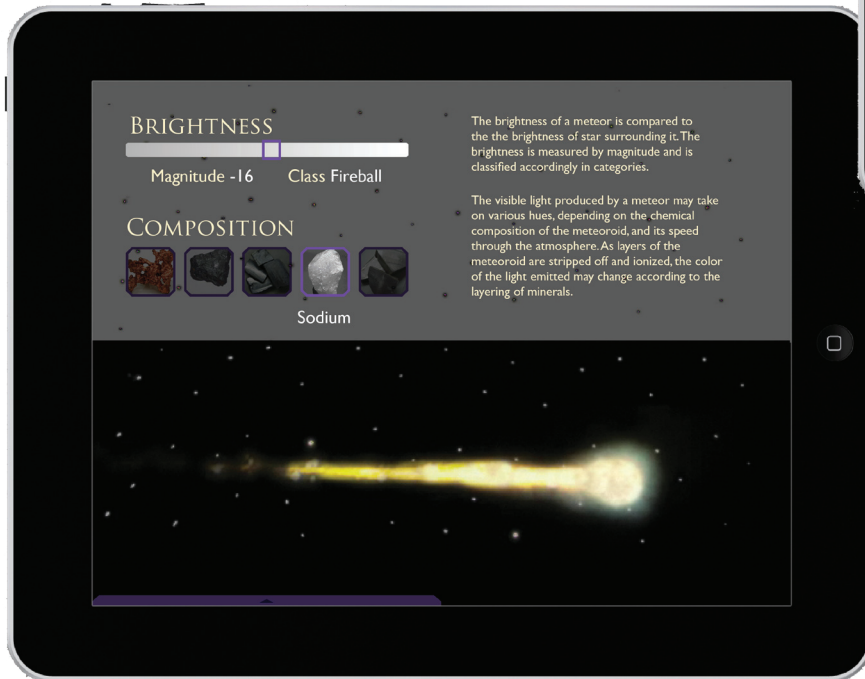 BRIGHTNESS
Magnitude -16 Class Fireball
COMPOSITION
Sodium
The brightness of a meteor is compared to
the the brightness of star surrounding it. The
brightness is measured by magnitude and is
classified accordingly in categories.
The visible light produced by a meteor may take
on various hues, depending on the chemical
composition of the meteoroid, and its speed
through the atmosphere. As layers of the
meteoroid are stripped off and ionized, the color
of the light emitted may change according to the
layering of minerals.